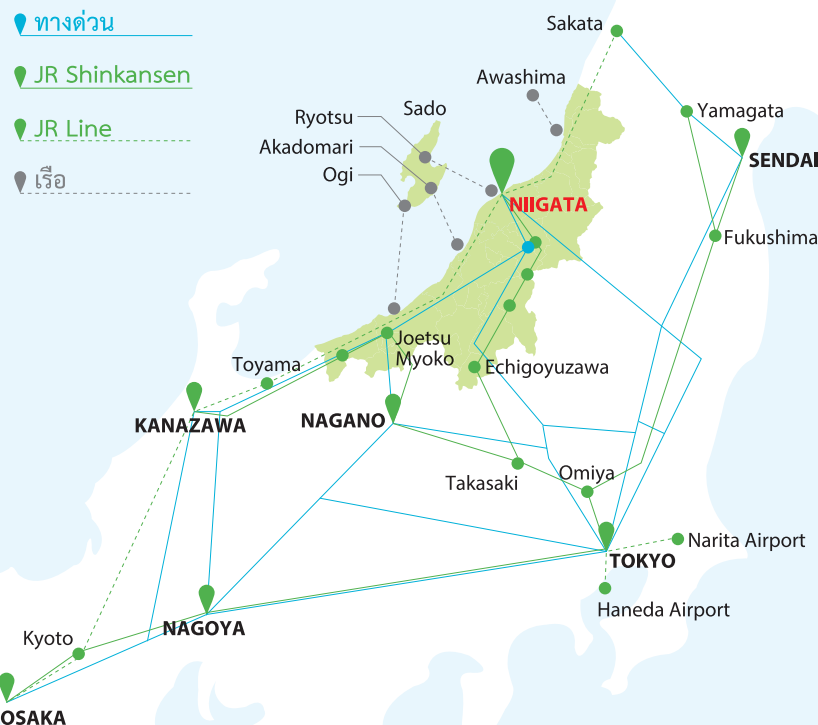 ทางด่วน
JR Shinkansen
JR Line
เรือ
Sakata
Awashima
Sado
Ryotsu
Akadomari
Ogi
Yamagata
SENDAI
NIIGATA
Fukushima
Joetsu
Myoko
Toyama
Echigoyuzawa
KANAZAWA
NAGANO
Takasaki
Omiya
Narita Airport
TOKYO
Haneda Airport
NAGOYA
Kyoto
OSAKA